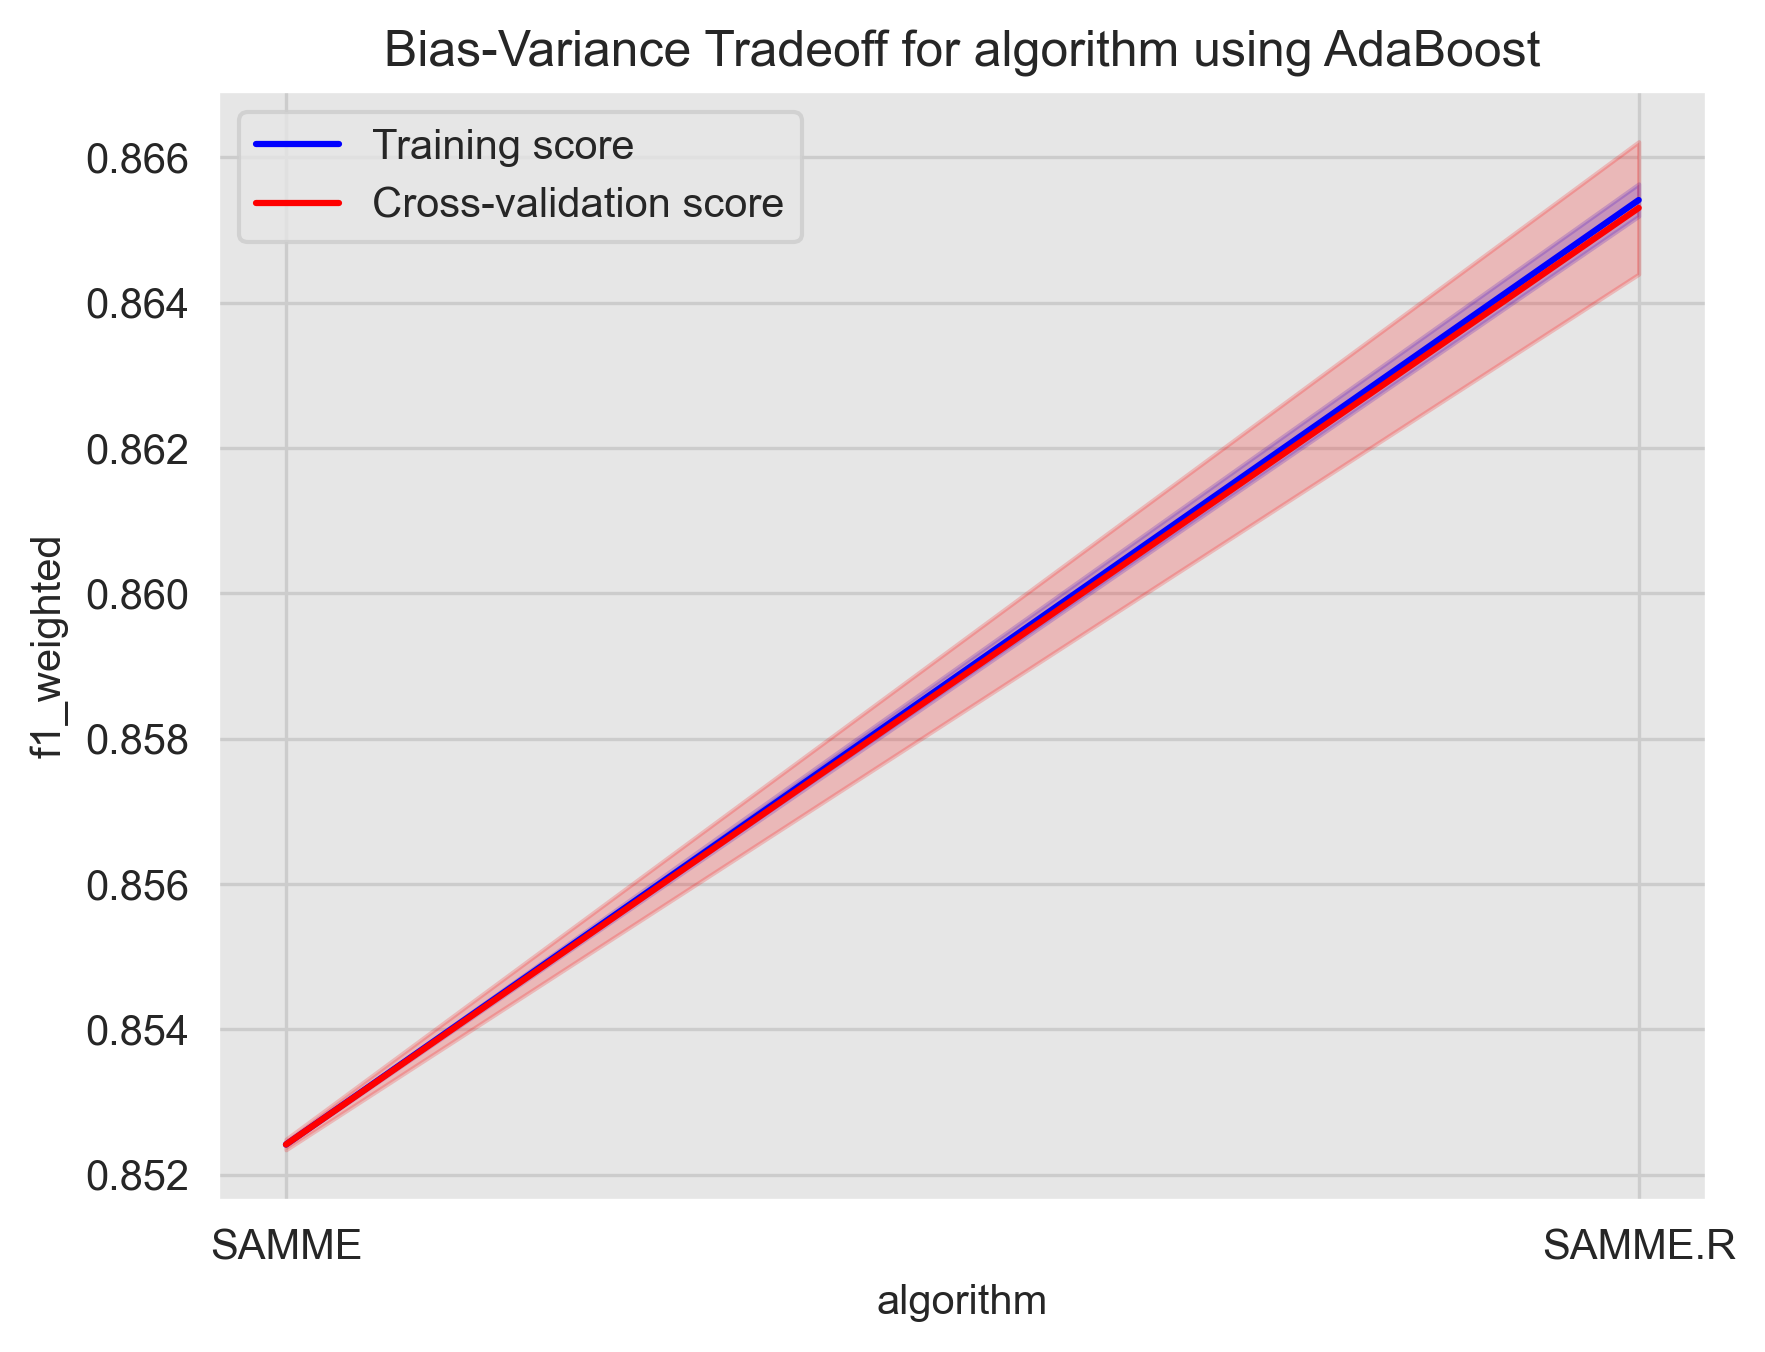 Bias-Variance Tradeoff for algorithm using AdaBoost
Training score
Cross-validation score
0.866
0.864
0.862
0.860
0.858
0.856
0.854
0.852
f1_weighted
SAMME
SAMME.R
algorithm